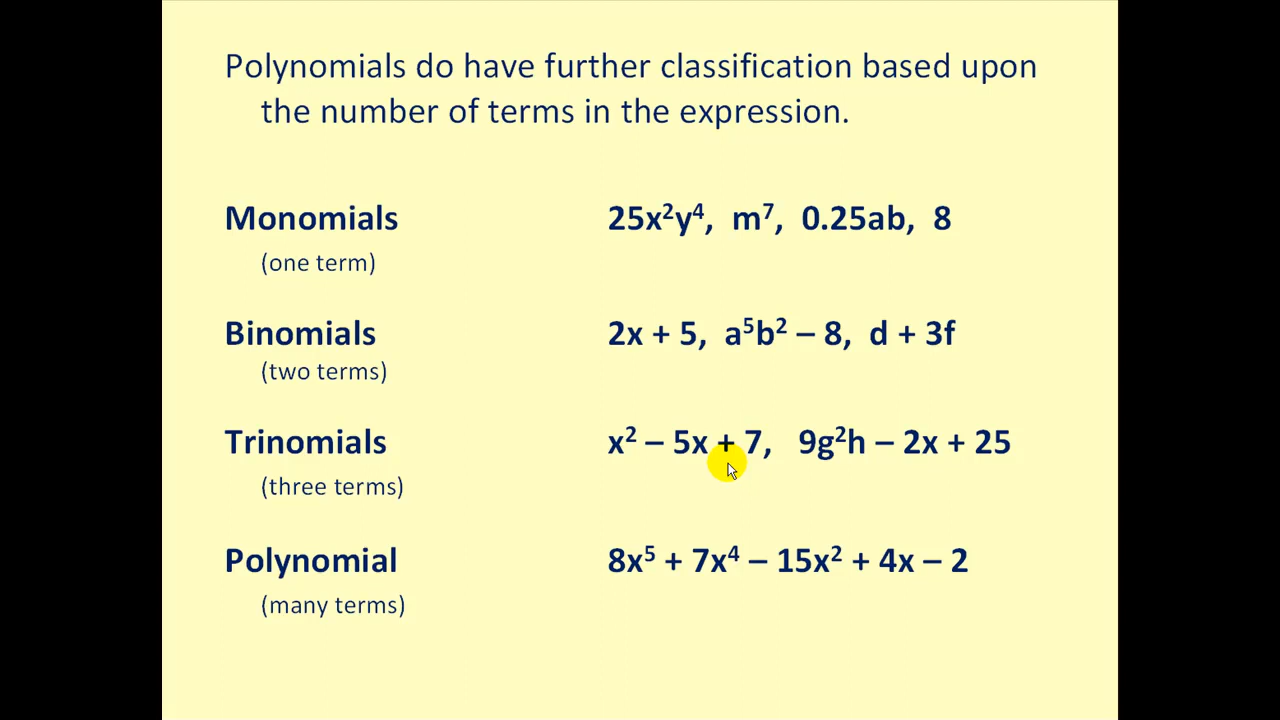 Polynomials do have further classification based upon
the number of terms in the expression.
Monomials 25x²y⁴, m⁷, 0.25ab, 8
(one term)
Binomials 2x + 5, a⁵b² – 8, d + 3f
(two terms)
Trinomials x² – 5x + 7, 9g²h – 2x + 25
(three terms)
Polynomial 8x⁵ + 7x⁴ – 15x² + 4x – 2
(many terms)